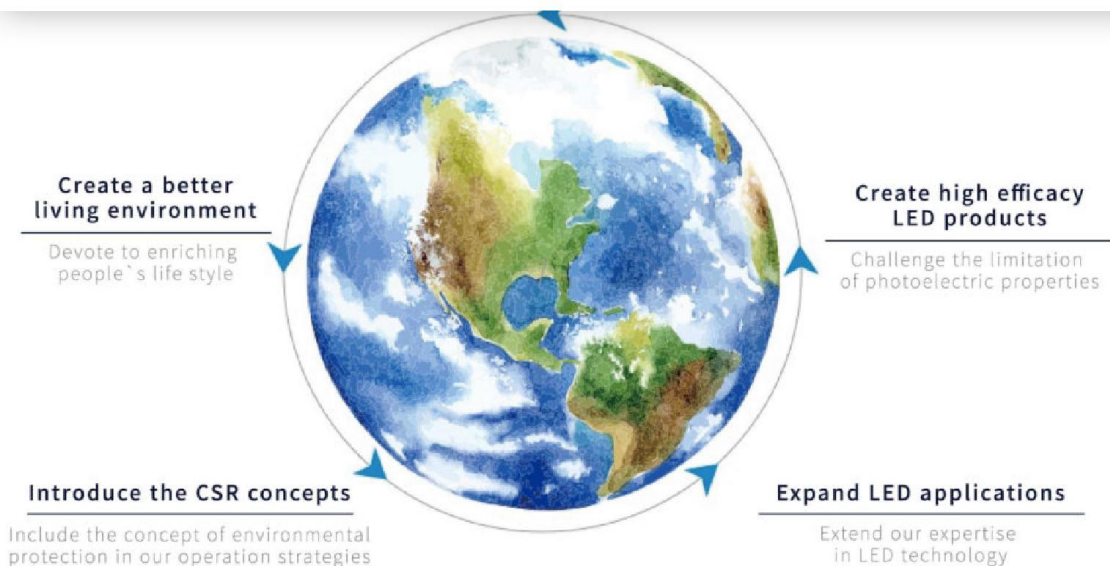 Create a better
living environment
Devote to enriching
people`s life style
Create high efficacy
LED products
Challenge the limitation
of photoelectric properties
Introduce the CSR concepts
Include the concept of environmental
protection in our operation strategies
Expand LED applications
Extend our expertise
in LED technology